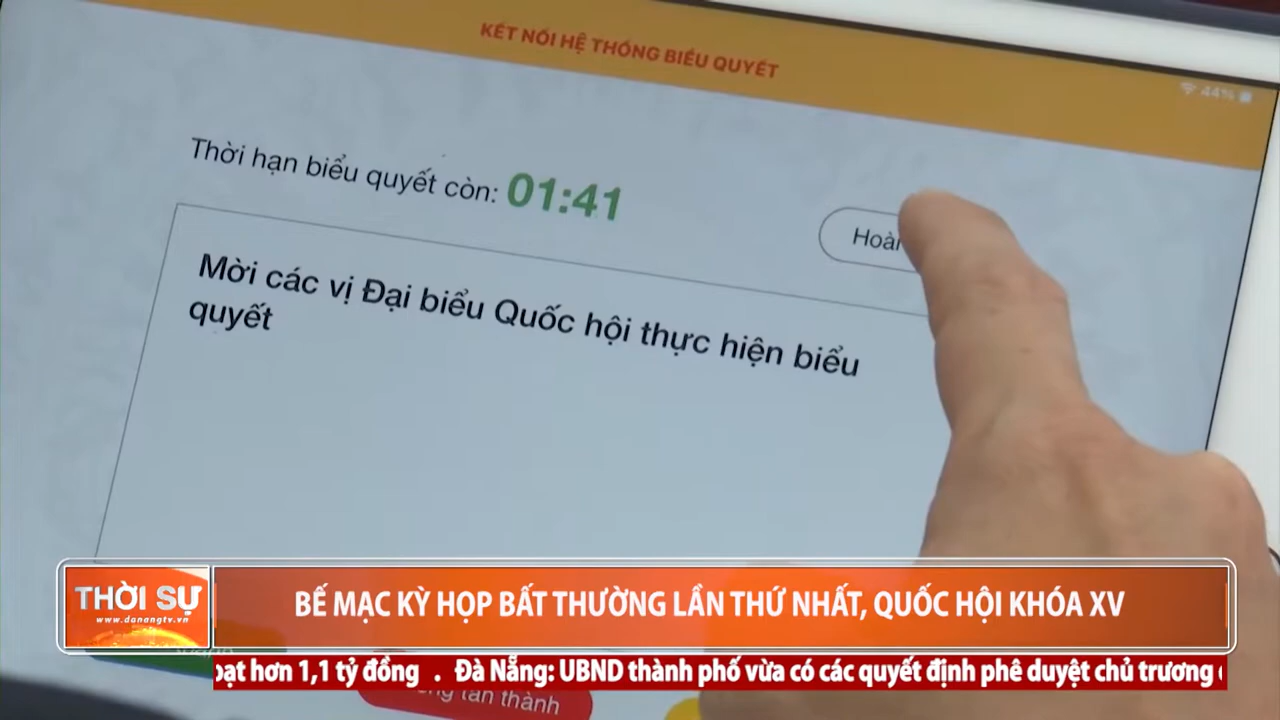 KẾT NỐI HỆ THỐNG BIỂU QUYẾT
44%
Thời hạn biểu quyết còn: 01:41
Mời các vị Đại biểu Quốc hội thực hiện biểu
quyết
THỜI SỰ
www.danangtv.vn
BẾ MẠC KỲ HỌP BẤT THƯỜNG LẦN THỨ NHẤT, QUỐC HỘI KHÓA XV
hơn 1,1 tỷ đồng . Đà Nẵng: UBND thành phố vừa có các quyết định phê duyệt chủ trương
tán thành